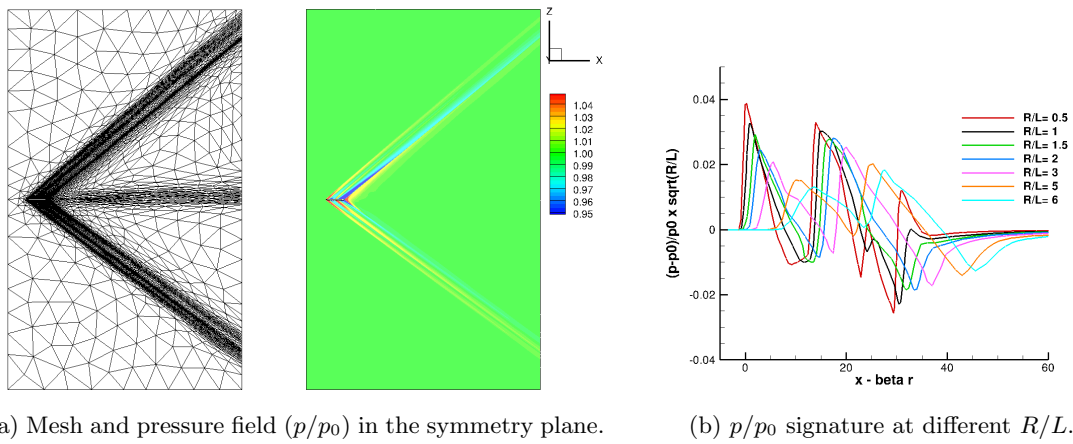 Z
X
Y
1.04
1.03
1.02
1.01
1.00
0.99
0.98
0.97
0.96
0.95
(p-p0)/p0 x sqrt(R/L)
0.04
0.02
0
-0.02
-0.04
0
20
40
60
x - beta r
R/L= 0.5
R/L= 1
R/L= 1.5
R/L= 2
R/L= 3
R/L= 5
R/L= 6
a) Mesh and pressure field (p/p0) in the symmetry plane.
(b) p/p0 signature at different R/L.